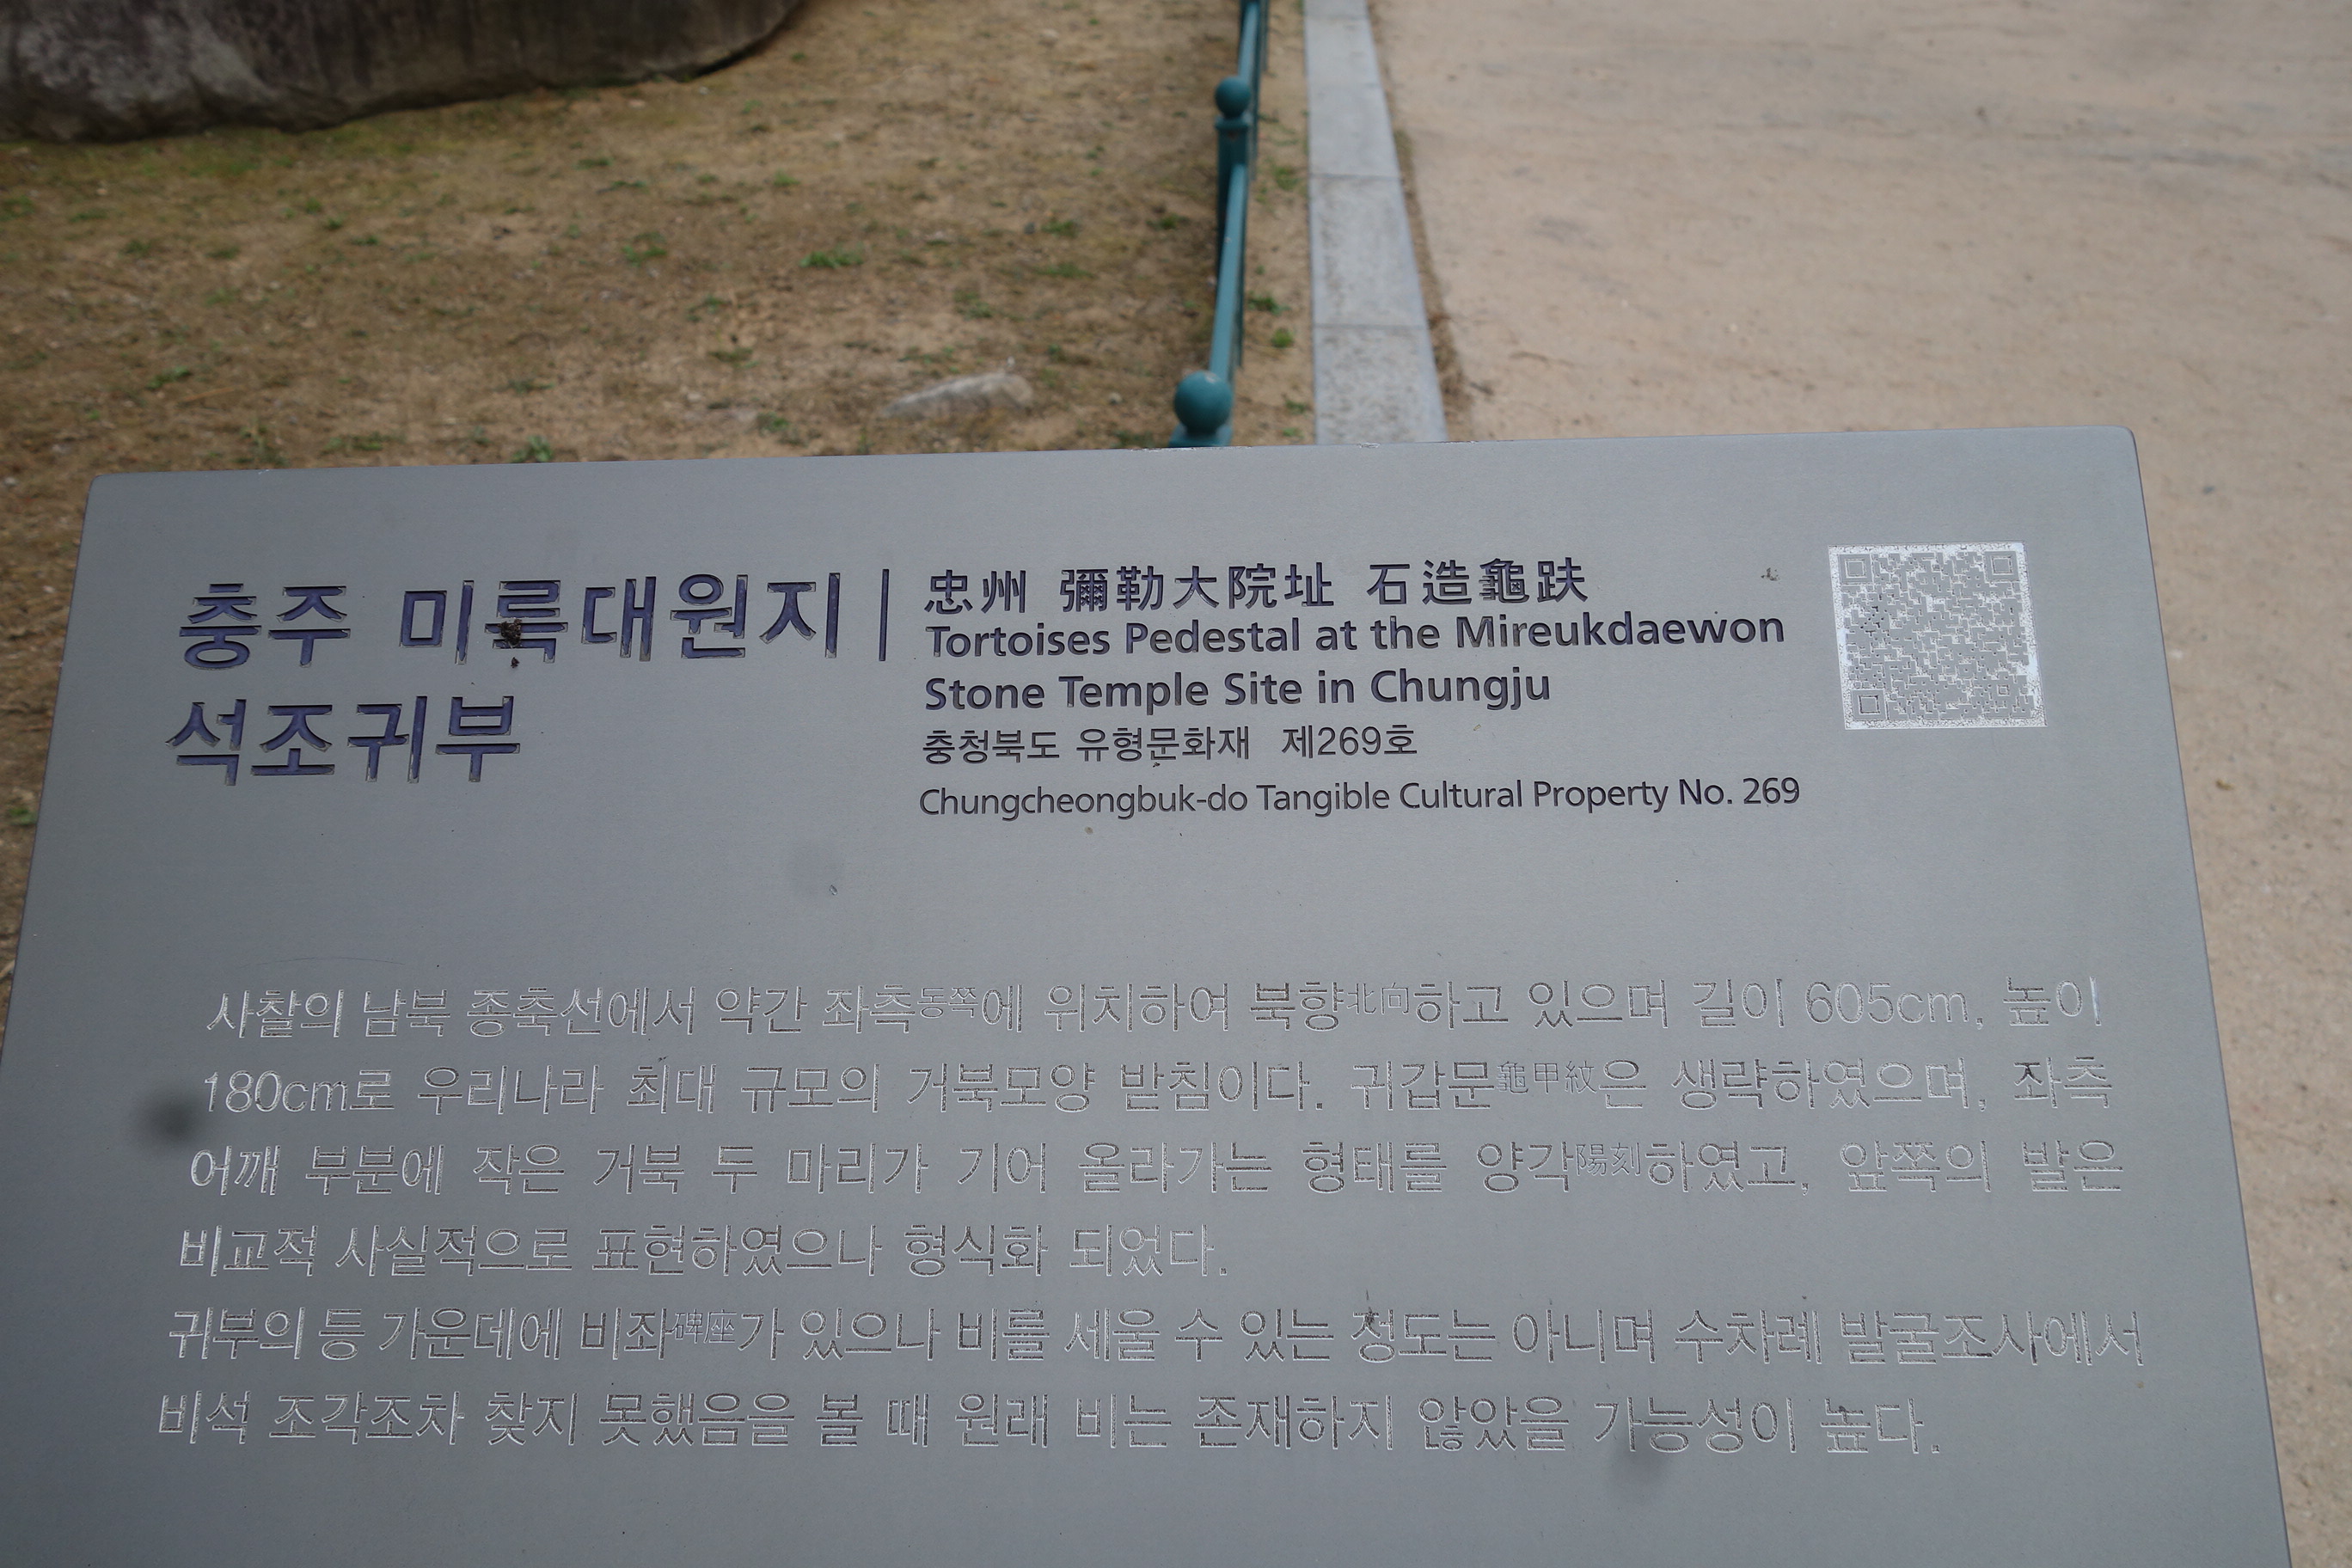 충주 미륵대원지
석조귀부
忠州 彌勒大院址 石造龜趺
Tortoises Pedestal at the Mireukdaewon
Stone Temple Site in Chungju
충청북도 유형문화재 제269호
Chungcheongbuk-do Tangible Cultural Property No. 269
사찰의 남북 종축선에서 약간 좌측동쪽에 위치하여 북향北向하고 있으며 길이 605cm, 높이
180cm로 우리나라 최대 규모의 거북모양 받침이다. 귀갑문龜甲紋은 생략하였으며, 좌측
어깨 부분에 작은 거북 두 마리가 기어 올라가는 형태를 양각陽刻하였고, 앞쪽의 발은
비교적 사실적으로 표현하였으나 형식화 되었다.
귀부의 등 가운데에 비좌碑座가 있으나 비를 세울 수 있는 정도는 아니며 수차례 발굴조사에서
비석 조각조차 찾지 못했음을 볼 때 원래 비는 존재하지 않았을 가능성이 높다.